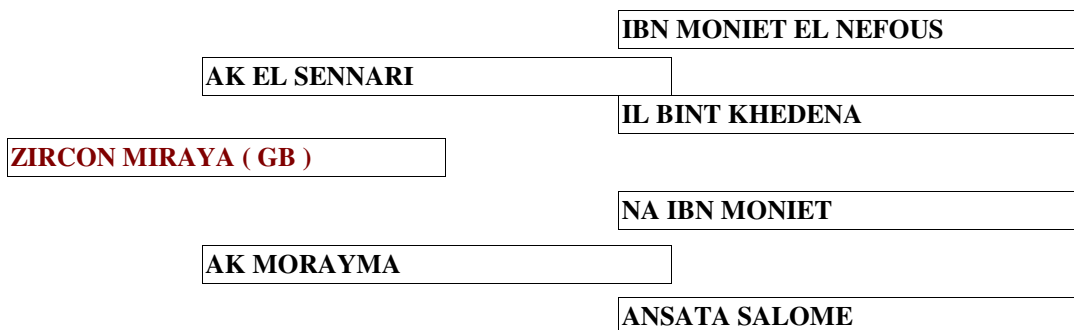 IBN MONIET EL NEFOUS
AK EL SENNARI
IL BINT KHEDENA
ZIRCON MIRAYA ( GB )
NA IBN MONIET
AK MORAYMA
ANSATA SALOME